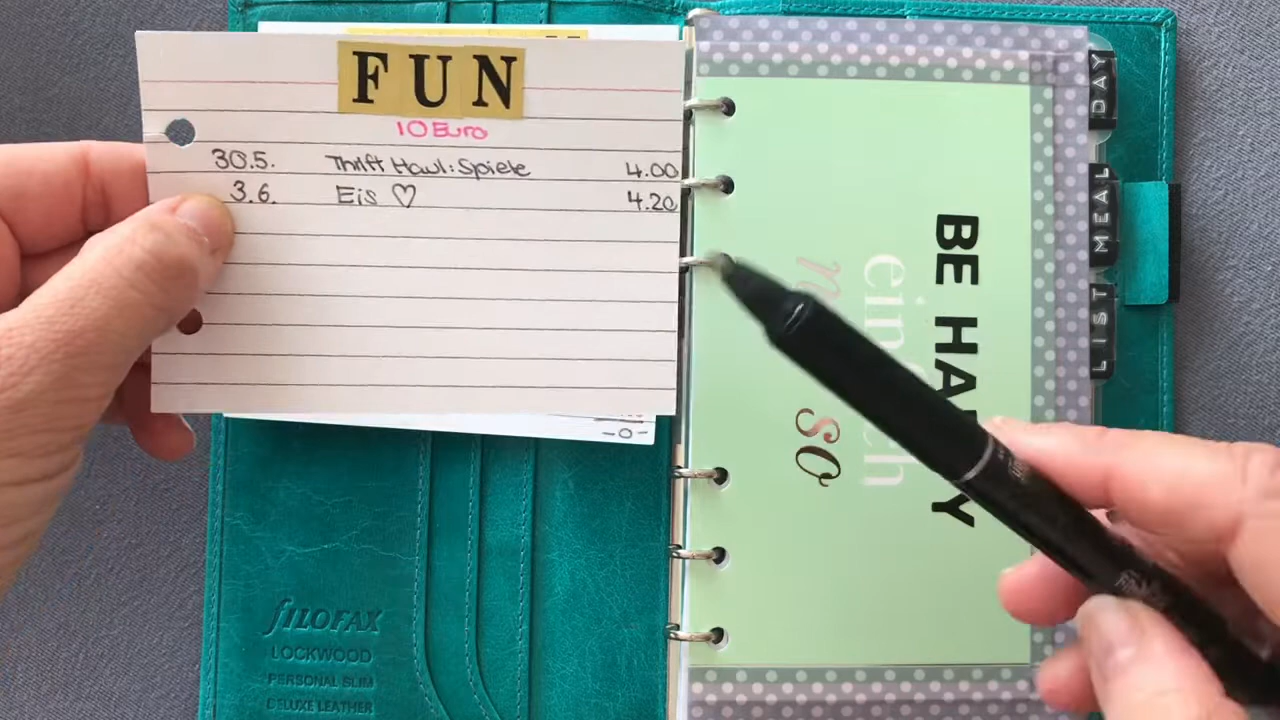 FUN
10 Euro
30.5. Thrift Haul: Spiele 4.00
3.6. Eis ♡ 4.20
-0-
filofax
LOCKWOOD
PERSONAL SLIM
DELUXE LEATHER
BE HAPPY
so
DAY
MEAL
LIST